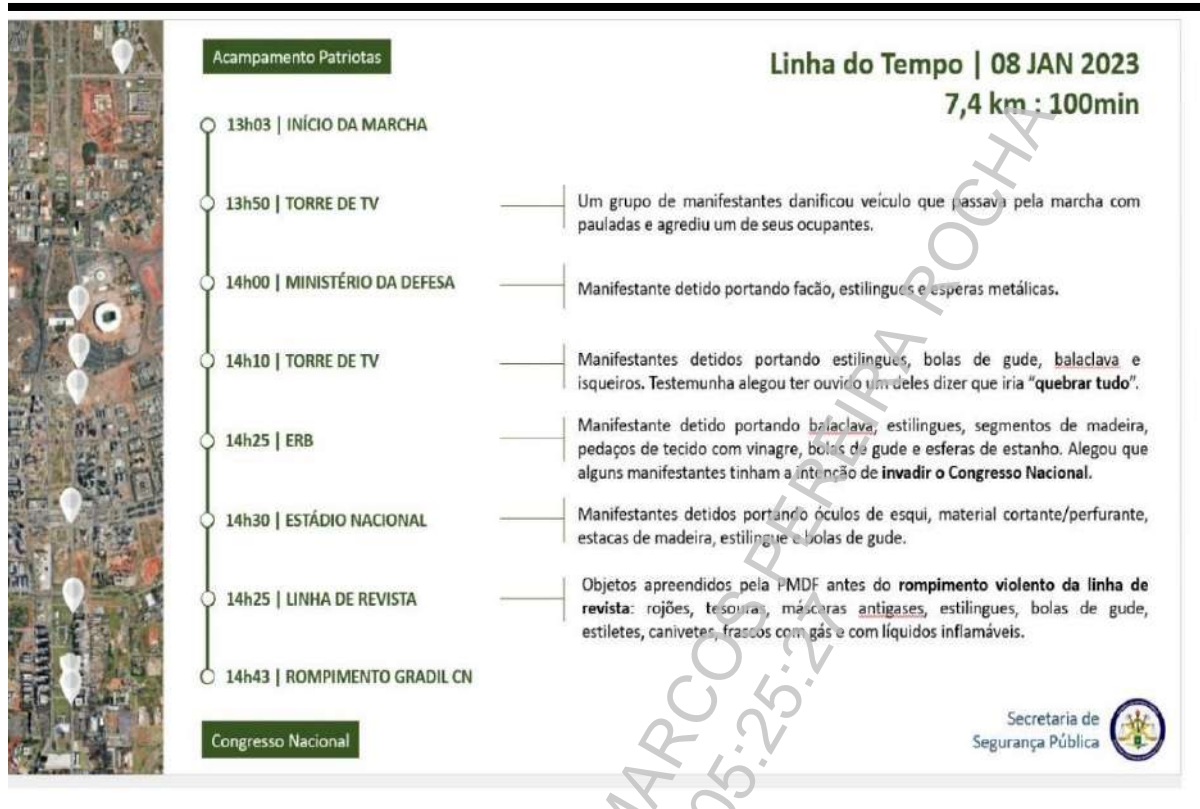 Acampamento Patriotas
Linha do Tempo | 08 JAN 2023
7,4 km : 100min
13h03 | INÍCIO DA MARCHA
13h50 | TORRE DE TV
Um grupo de manifestantes danificou veículo que passava pela marcha com
pauladas e agrediu um de seus ocupantes.
14h00 | MINISTÉRIO DA DEFESA
Manifestante detido portando facão, estilingues e esperas metálicas.
14h10 | TORRE DE TV
Manifestantes detidos portando estilingues, bolas de gude, balaclava e
isqueiros. Testemunha alegou ter ouvido um deles dizer que iria “quebrar tudo”.
14h25 | ERB
Manifestante detido portando balaclava, estilingues, segmentos de madeira,
pedaços de tecido com vinagre, bolas de gude e esferas de estanho. Alegou que
alguns manifestantes tinham a intenção de invadir o Congresso Nacional.
14h30 | ESTÁDIO NACIONAL
Manifestantes detidos portando óculos de esqui, material cortante/perfurante,
estacas de madeira, estilingue e bolas de gude.
14h25 | LINHA DE REVISTA
Objetos apreendidos pela PMDF antes do rompimento violento da linha de
revista: rojões, tesouras, máscaras antigases, estilingues, bolas de gude,
estiletes, canivetes, frascos com gás e com líquidos inflamáveis.
14h43 | ROMPIMENTO GRADIL CN
Congresso Nacional
Secretaria de
Segurança Pública
MARCOS PEREIRA ROCHA
05:25:27